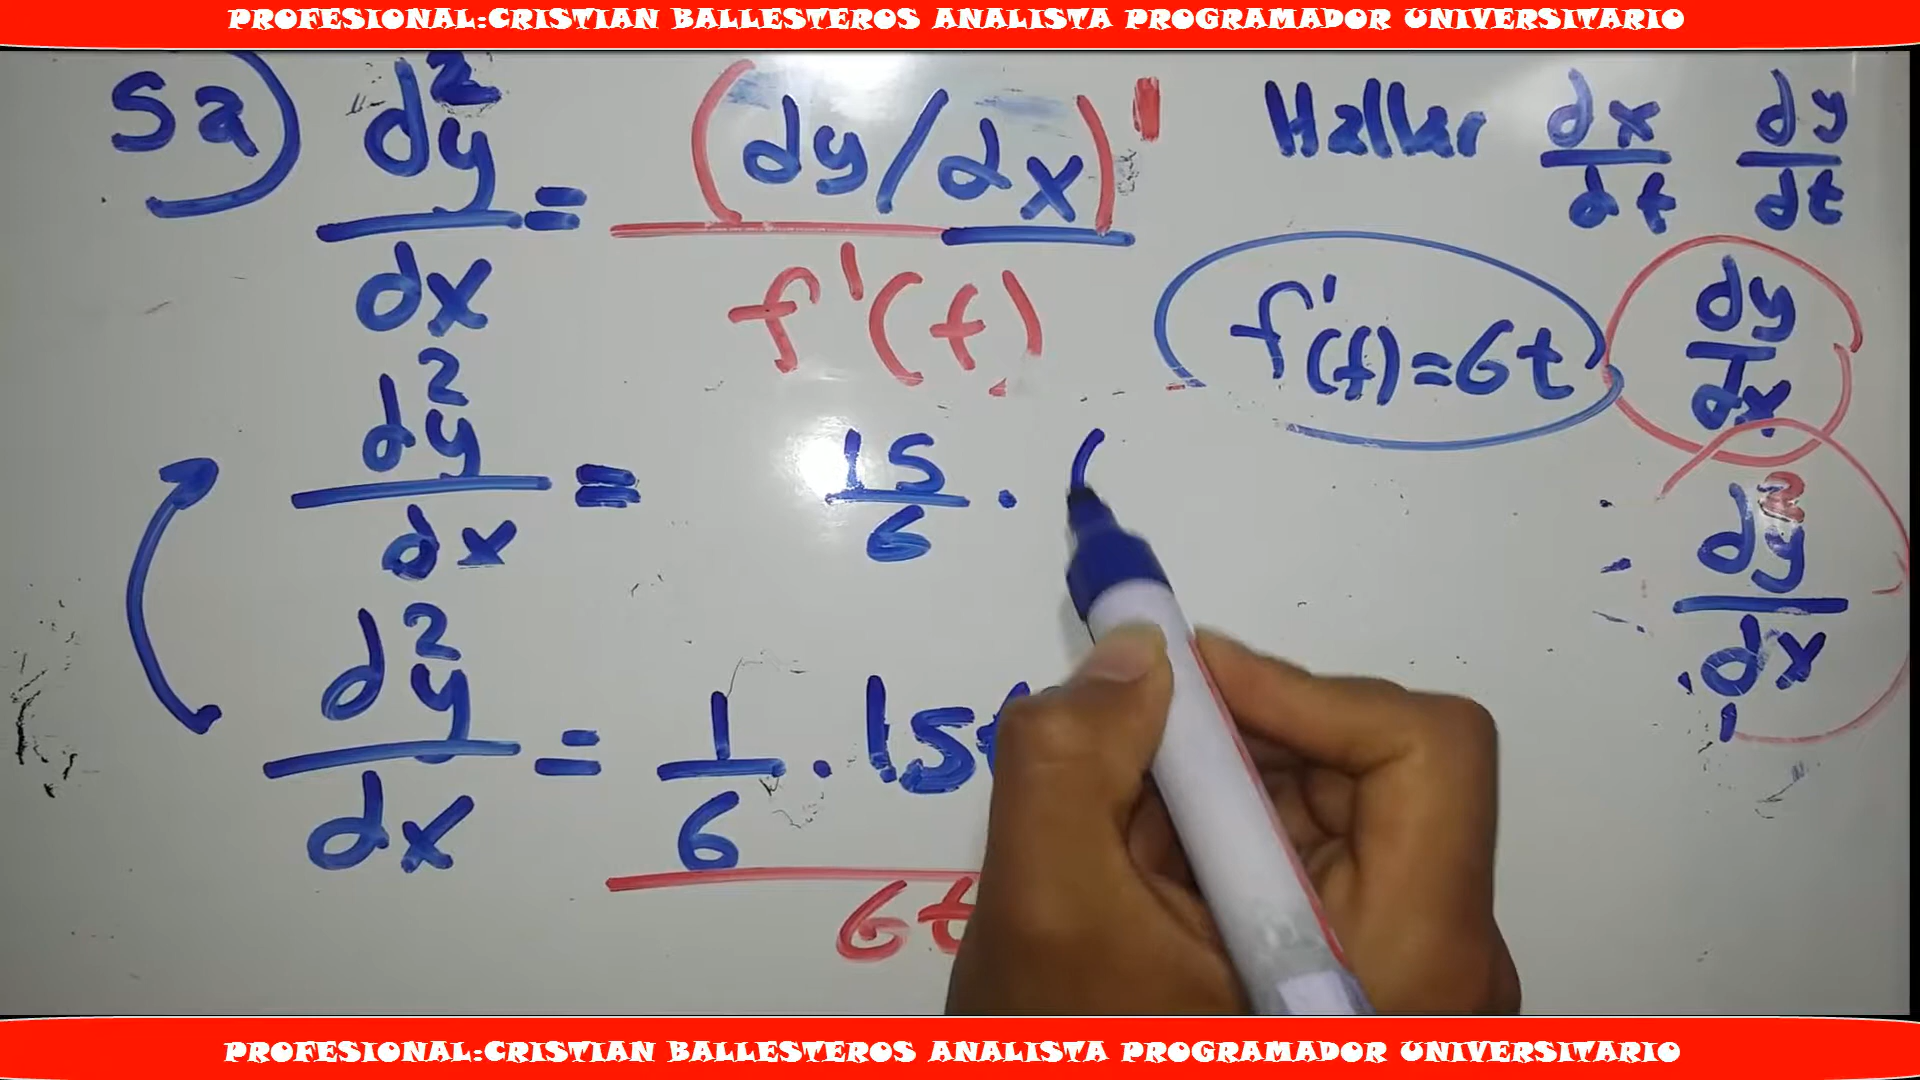 PROFESIONAL:CRISTIAN BALLESTEROS ANALISTA PROGRAMADOR UNIVERSITARIO
5a) d²y/dx = (dy/dx)' / f'(t)
Hallar dx/dt dy/dt
f'(t)=6t
dy/dx
d²y/dx = 15/6 · (
d²y/dx
d²y/dx = 1/6 · 15t / 6t
PROFESIONAL:CRISTIAN BALLESTEROS ANALISTA PROGRAMADOR UNIVERSITARIO